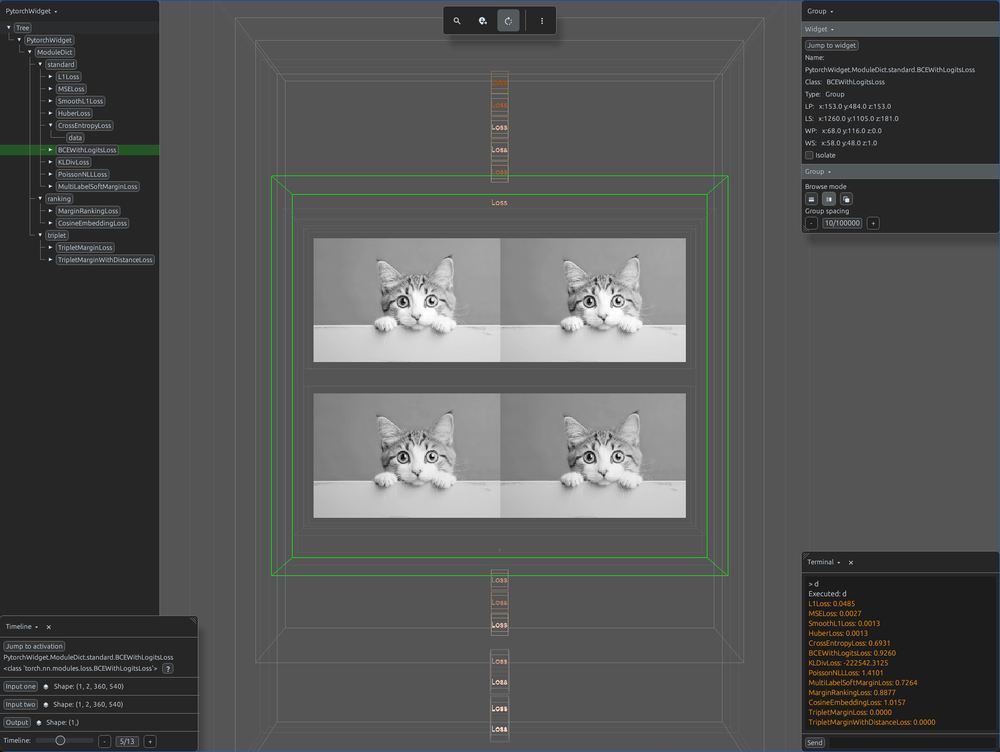 PytorchWidget
Tree
PytorchWidget
ModuleDict
standard
L1Loss
MSELoss
SmoothL1Loss
HuberLoss
CrossEntropyLoss
data
BCEWithLogitsLoss
KLDivLoss
PoissonNLLLoss
MultiLabelSoftMarginLoss
ranking
MarginRankingLoss
CosineEmbeddingLoss
triplet
TripletMarginLoss
TripletMarginWithDistanceLoss
Timeline
Jump to activation
PytorchWidget.ModuleDict.standard.BCEWithLogitsLoss
<class 'torch.nn.modules.loss.BCEWithLogitsLoss'> ?
Input one Shape: (1, 2, 360, 540)
Input two Shape: (1, 2, 360, 540)
Output Shape: (1,)
Timeline: - 5/13 +
Loss
Loss
Loss
Loss
Loss
Loss
Loss
Loss
Loss
Loss
Loss
Loss
Loss
Group
Widget
Jump to widget
Name:
PytorchWidget.ModuleDict.standard.BCEWithLogitsLoss
Class: BCEWithLogitsLoss
Type: Group
LP: x:153.0 y:484.0 z:153.0
LS: x:1260.0 y:1105.0 z:181.0
WP: x:68.0 y:116.0 z:0.0
WS: x:58.0 y:48.0 z:1.0
Isolate
Group
Browse mode
Group spacing
- 10/100000 +
Terminal
> d
Executed: d
L1Loss: 0.0485
MSELoss: 0.0027
SmoothL1Loss: 0.0013
HuberLoss: 0.0013
CrossEntropyLoss: 0.6931
BCEWithLogitsLoss: 0.9260
KLDivLoss: -222542.3125
PoissonNLLLoss: 1.4101
MultiLabelSoftMarginLoss: 0.7264
MarginRankingLoss: 0.8877
CosineEmbeddingLoss: 1.0157
TripletMarginLoss: 0.0000
TripletMarginWithDistanceLoss: 0.0000
Send